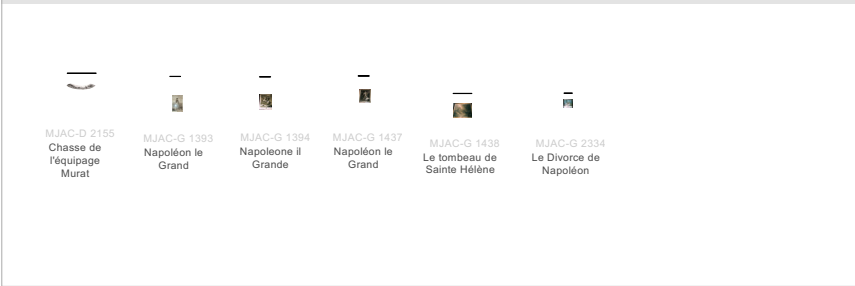 MJAC-D 2155
Chasse de
l'équipage
Murat
MJAC-G 1393
Napoléon le
Grand
MJAC-G 1394
Napoleone il
Grande
MJAC-G 1437
Napoléon le
Grand
MJAC-G 1438
Le tombeau de
Sainte Hélène
MJAC-G 2334
Le Divorce de
Napoléon